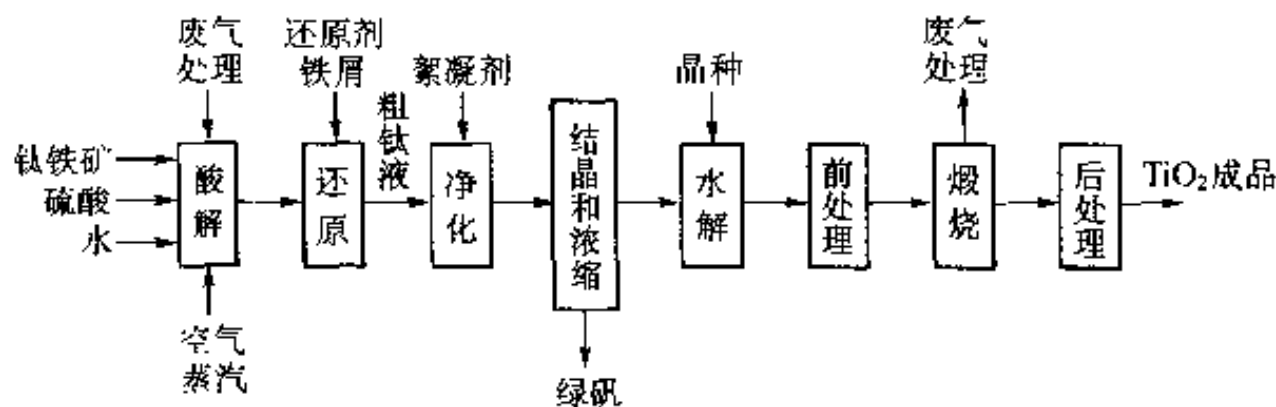 废气
处理
还原剂
铁屑
粗钛液
絮凝剂
晶种
废气
处理
钛铁矿
硫酸
水
酸解
还原
净化
结晶和浓缩
水解
前处理
煅烧
后处理
TiO₂成品
空气
蒸汽
绿矾